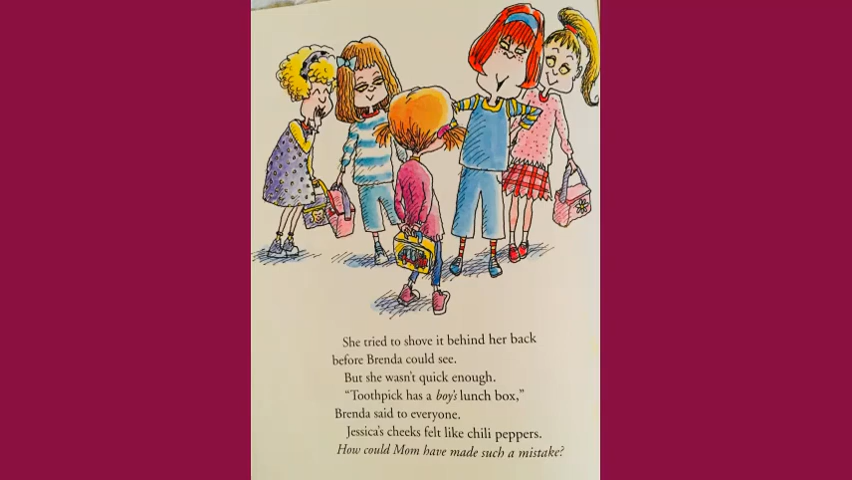 She tried to shove it behind her back
before Brenda could see.
But she wasn't quick enough.
“Toothpick has a boy's lunch box,”
Brenda said to everyone.
Jessica's cheeks felt like chili peppers.
How could Mom have made such a mistake?